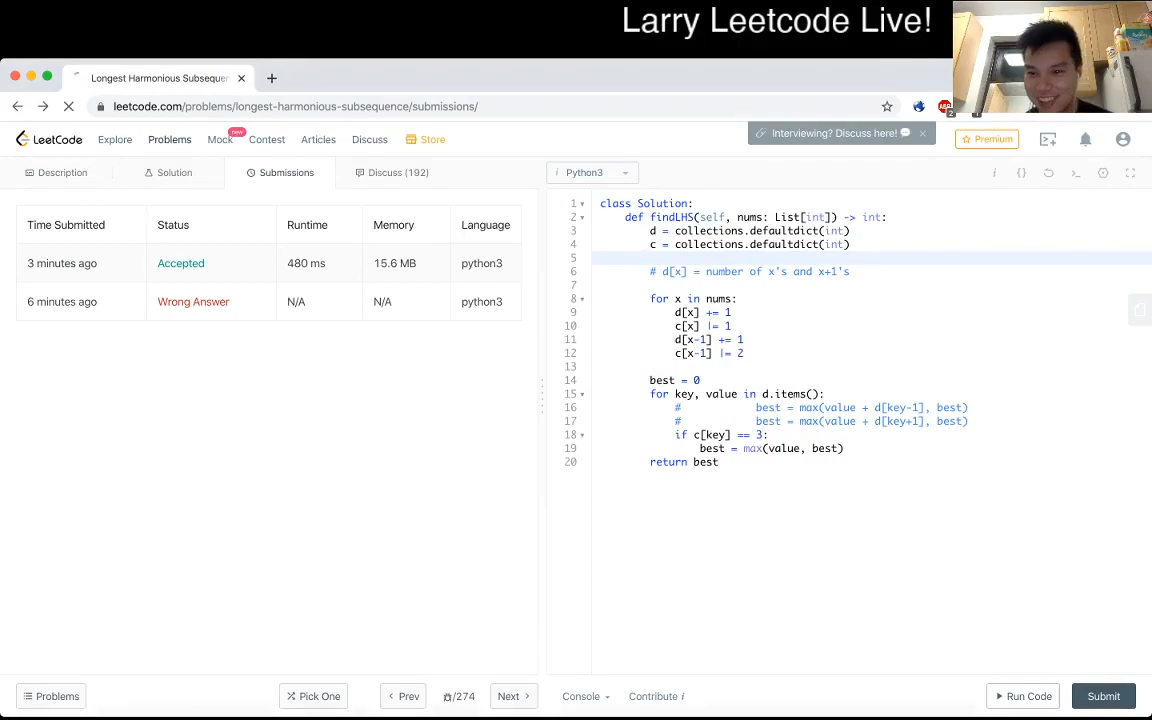 Larry Leetcode Live!
Longest Harmonious Subsequen
leetcode.com/problems/longest-harmonious-subsequence/submissions/
LeetCode Explore Problems Mock new Contest Articles Discuss Store
Interviewing? Discuss here!
Premium
Description Solution Submissions Discuss (192)
i Python3
Time Submitted Status Runtime Memory Language
3 minutes ago Accepted 480 ms 15.6 MB python3
6 minutes ago Wrong Answer N/A N/A python3
1 class Solution:
2 def findLHS(self, nums: List[int]) -> int:
3 d = collections.defaultdict(int)
4 c = collections.defaultdict(int)
5
6 # d[x] = number of x's and x+1's
7
8 for x in nums:
9 d[x] += 1
10 c[x] |= 1
11 d[x-1] += 1
12 c[x-1] |= 2
13
14 best = 0
15 for key, value in d.items():
16 # best = max(value + d[key-1], best)
17 # best = max(value + d[key+1], best)
18 if c[key] == 3:
19 best = max(value, best)
20 return best
Problems Pick One Prev /274 Next Console Contribute i Run Code Submit